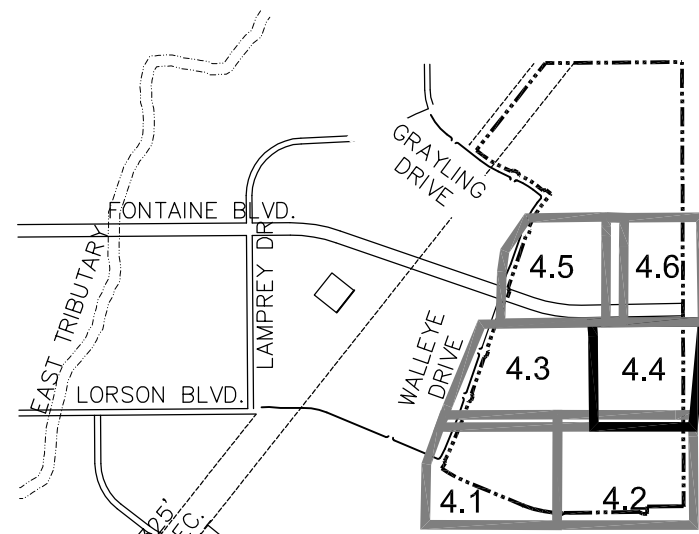 GRAYLING
DRIVE
FONTAINE BLVD.
EAST TRIBUTARY
LAMPREY DR
WALLEYE
DRIVE
LORSON BLVD.
4.5
4.6
4.3
4.4
4.1
4.2